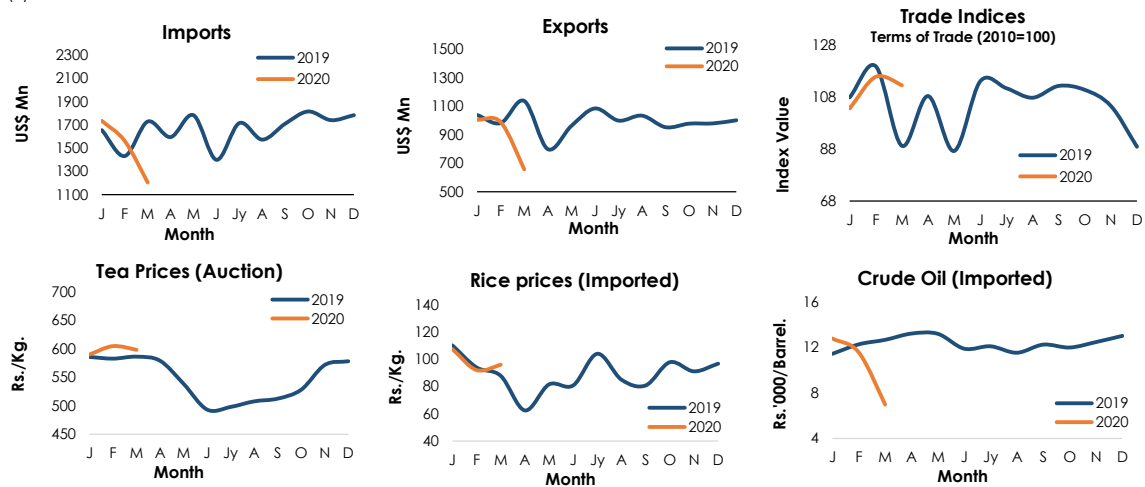 Imports
US$ Mn
2300
2100
1900
1700
1500
1300
1100
2019
2020
J F M A M J Jy A S O N D
Month
Exports
US$ Mn
1500
1300
1100
900
700
500
2019
2020
J F M A M J Jy A S O N D
Month
Trade Indices
Terms of Trade (2010=100)
Index Value
128
108
88
68
2019
2020
J F M A M J Jy A S O N D
Month
Tea Prices (Auction)
Rs./Kg.
700
650
600
550
500
450
2019
2020
J F M A M J Jy A S O N D
Month
Rice prices (Imported)
Rs./Kg.
140
120
100
80
60
40
2019
2020
J F M A M J Jy A S O N D
Month
Crude Oil (Imported)
Rs.'000/Barrel.
16
12
8
4
2019
2020
J F M A M J Jy A S O N D
Month